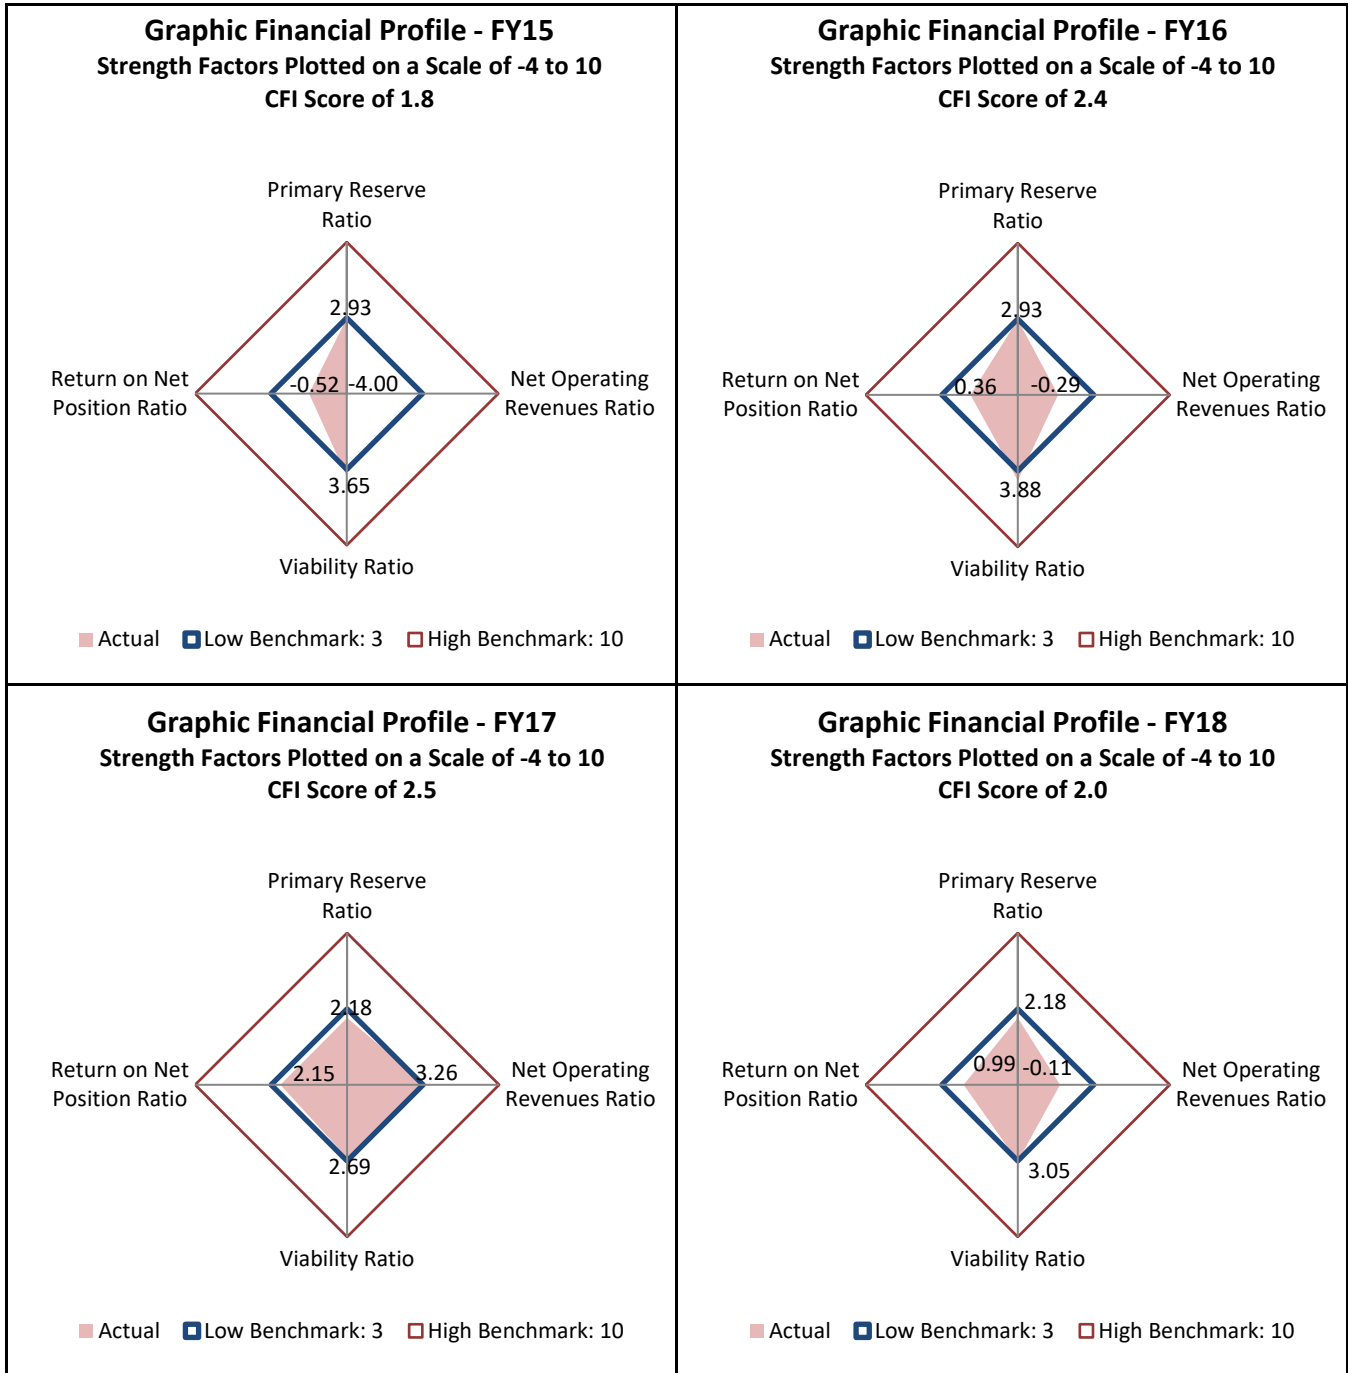 Graphic Financial Profile - FY15
Strength Factors Plotted on a Scale of -4 to 10
CFI Score of 1.8
Primary Reserve
Ratio
2.93
Return on Net
Position Ratio
-0.52
-4.00
Net Operating
Revenues Ratio
3.65
Viability Ratio
Actual
Low Benchmark: 3
High Benchmark: 10
Graphic Financial Profile - FY16
Strength Factors Plotted on a Scale of -4 to 10
CFI Score of 2.4
Primary Reserve
Ratio
2.93
Return on Net
Position Ratio
0.36
-0.29
Net Operating
Revenues Ratio
3.88
Viability Ratio
Actual
Low Benchmark: 3
High Benchmark: 10
Graphic Financial Profile - FY17
Strength Factors Plotted on a Scale of -4 to 10
CFI Score of 2.5
Primary Reserve
Ratio
2.18
Return on Net
Position Ratio
2.15
3.26
Net Operating
Revenues Ratio
2.69
Viability Ratio
Actual
Low Benchmark: 3
High Benchmark: 10
Graphic Financial Profile - FY18
Strength Factors Plotted on a Scale of -4 to 10
CFI Score of 2.0
Primary Reserve
Ratio
2.18
Return on Net
Position Ratio
0.99
-0.11
Net Operating
Revenues Ratio
3.05
Viability Ratio
Actual
Low Benchmark: 3
High Benchmark: 10